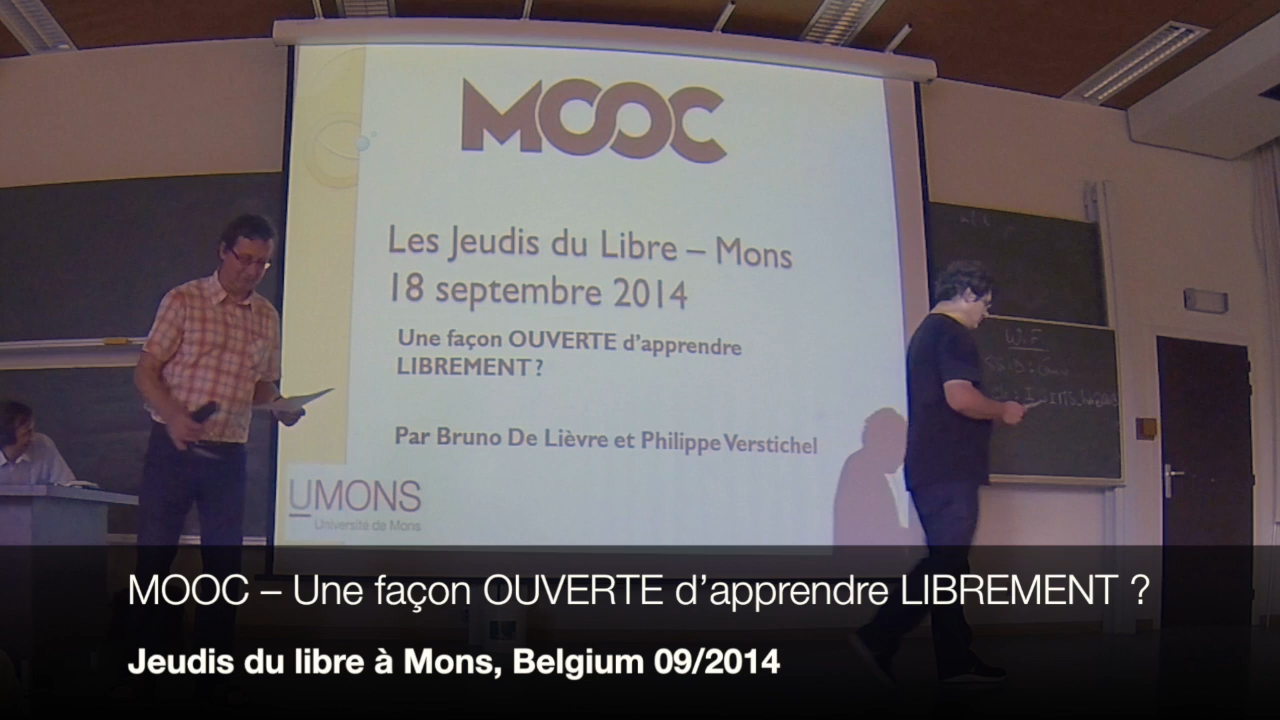 MOOC
Les Jeudis du Libre – Mons
18 septembre 2014
Une façon OUVERTE d'apprendre
LIBREMENT ?
Par Bruno De Lièvre et Philippe Verstichel
UMONS
Université de Mons
MOOC – Une façon OUVERTE d'apprendre LIBREMENT ?
Jeudis du libre à Mons, Belgium 09/2014